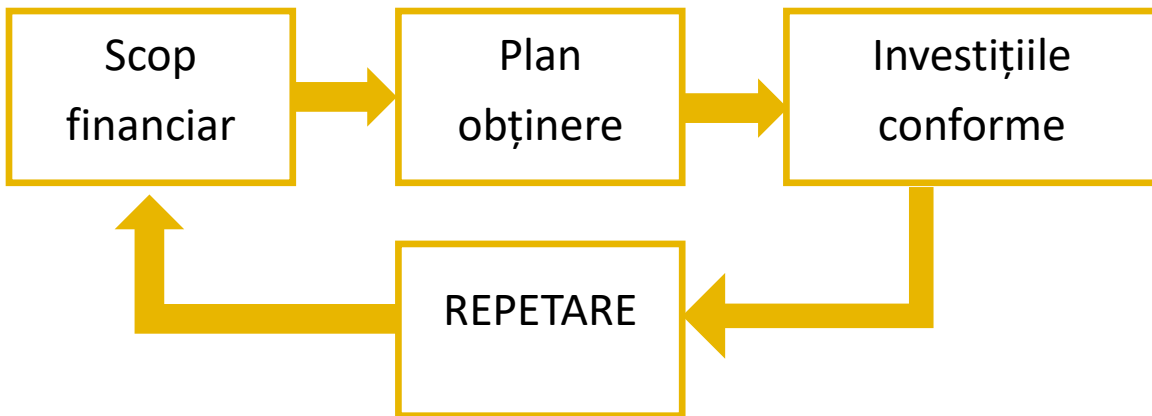 Scop
financiar
Plan
obținere
Investițiile
conforme
REPETARE